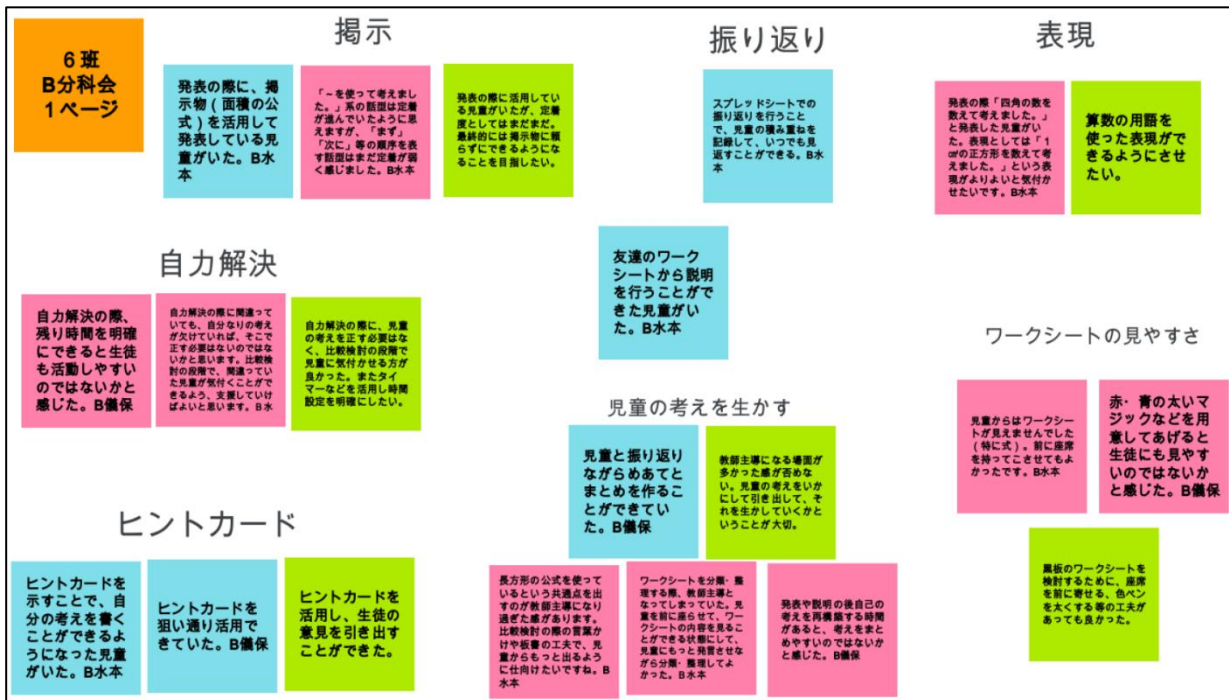 6班
B分科会
1ページ
掲示
発表の際に、掲
示物(面積の公
式)を活用して
発表している児
童がいた。B水
本
「~を使って考えまし
た。」系の話型は定着
が進んでいたように思
えますが、「まず」
「次に」等の順序を表
す話型はまだ定着が弱
く感じました。B水本
発表の際に活用してい
る児童がいたが、定着
度としてはまだまだ。
最終的には掲示物に頼
らずにできるようにな
ることを目指したい。
振り返り
スプレッドシートでの
振り返りを行うこと
で、児童の積み重ねを
記録して、いつでも見
返すことができる。B水
本
友達のワーク
シートから説明
を行うことがで
きた児童がい
た。B水本
表現
発表の際「四角の数を
数えて考えました。」
と発表した児童がい
た。表現としては「1
㎠の正方形を数えて考
えました。」という表
現がよりよいと気付か
せたいです。B水本
算数の用語を
使った表現がで
きるようにさせ
たい。
自力解決
自力解決の際、
残り時間を明確
にできると生徒
も活動しやすい
のではないかと
感じた。B儀保
自力解決の際に間違ってい
ても、自分なりの考え
が欠けていれば、そこで
正す必要はないのではな
いかと思います。比較検
討の段階で、間違ってい
た児童が気付くことがで
きるよう、支援していけ
ばよいと思います。B水
自力解決の際に、児童
の考えを正す必要はな
く、比較検討の段階で
児童に気付かせる方が
良かった。またタイ
マーなどを活用し時間
設定を明確にしたい。
ヒントカード
ヒントカードを
示すことで、自
分の考えを書く
ことができるよ
うになった児童
がいた。B水本
ヒントカードを
狙い通り活用で
きていた。B儀保
ヒントカードを
活用し、生徒の
意見を引き出す
ことができた。
児童の考えを生かす
児童と振り返り
ながらめあてと
まとめを作るこ
とができてい
た。B儀保
教師主導になる場面が
多かった感が否めな
い。児童の考えをいか
にして引き出して、そ
れを生かしていくかと
いうことが大切。
長方形の公式を使って
いるという共通点を出
すのが教師主導になり
過ぎた感があります。
比較検討の際の言葉か
けや板書の工夫で、児
童からもっと出るように
仕向けたいですね。B
水本
ワークシートを分類・整
理する際、教師主導と
なってしまっていた。児
童を前に座らせて、ワー
クシートの内容を見るこ
とができる状態にして、
児童にもっと発言させな
がら分類・整理してよ
かった。B水本
発表や説明の後自己の
考えを再構築する時間
があると、考えをまと
めやすいのではないか
と感じた。B儀保
ワークシートの見やすさ
児童からはワークシー
トが見えませんでした
(特に式)。前に座席
を持ってこさせてもよ
かったです。B水本
赤・青の太いマ
ジックなどを用
意してあげると
生徒にも見やす
いのではないか
と感じた。B儀保
黒板のワークシートを
検討するために、座席
を前に寄せる、色ペン
を太くする等の工夫が
あっても良かった。